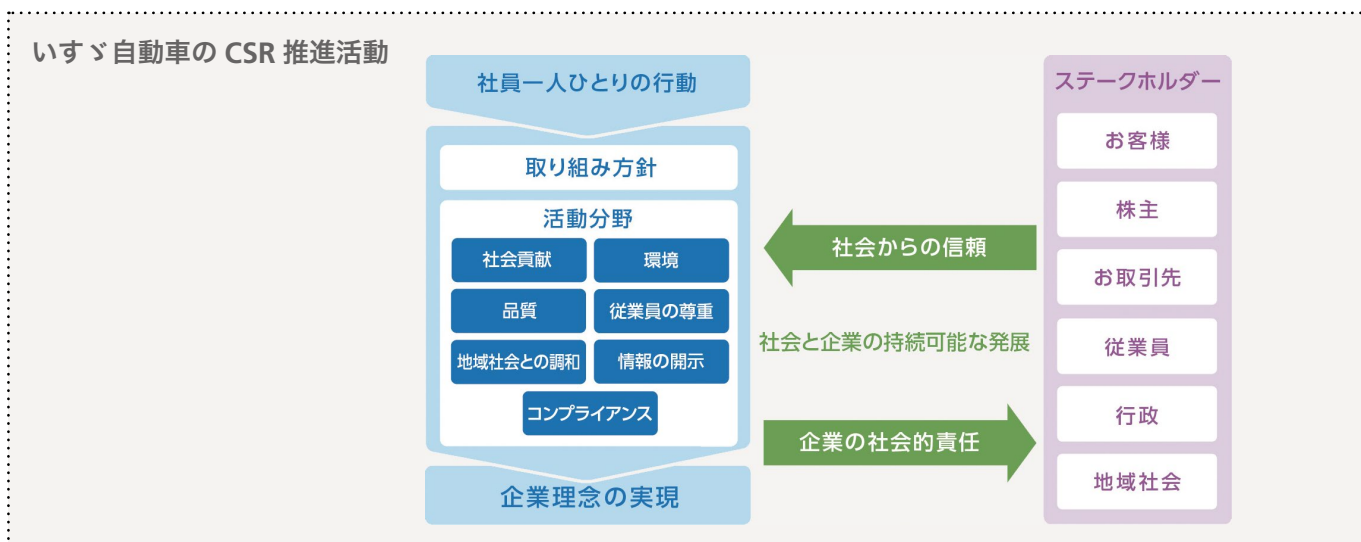 いすゞ自動車の CSR 推進活動
社員一人ひとりの行動
取り組み方針
活動分野
社会貢献
環境
品質
従業員の尊重
地域社会との調和
情報の開示
コンプライアンス
企業理念の実現
社会からの信頼
社会と企業の持続可能な発展
企業の社会的責任
ステークホルダー
お客様
株主
お取引先
従業員
行政
地域社会